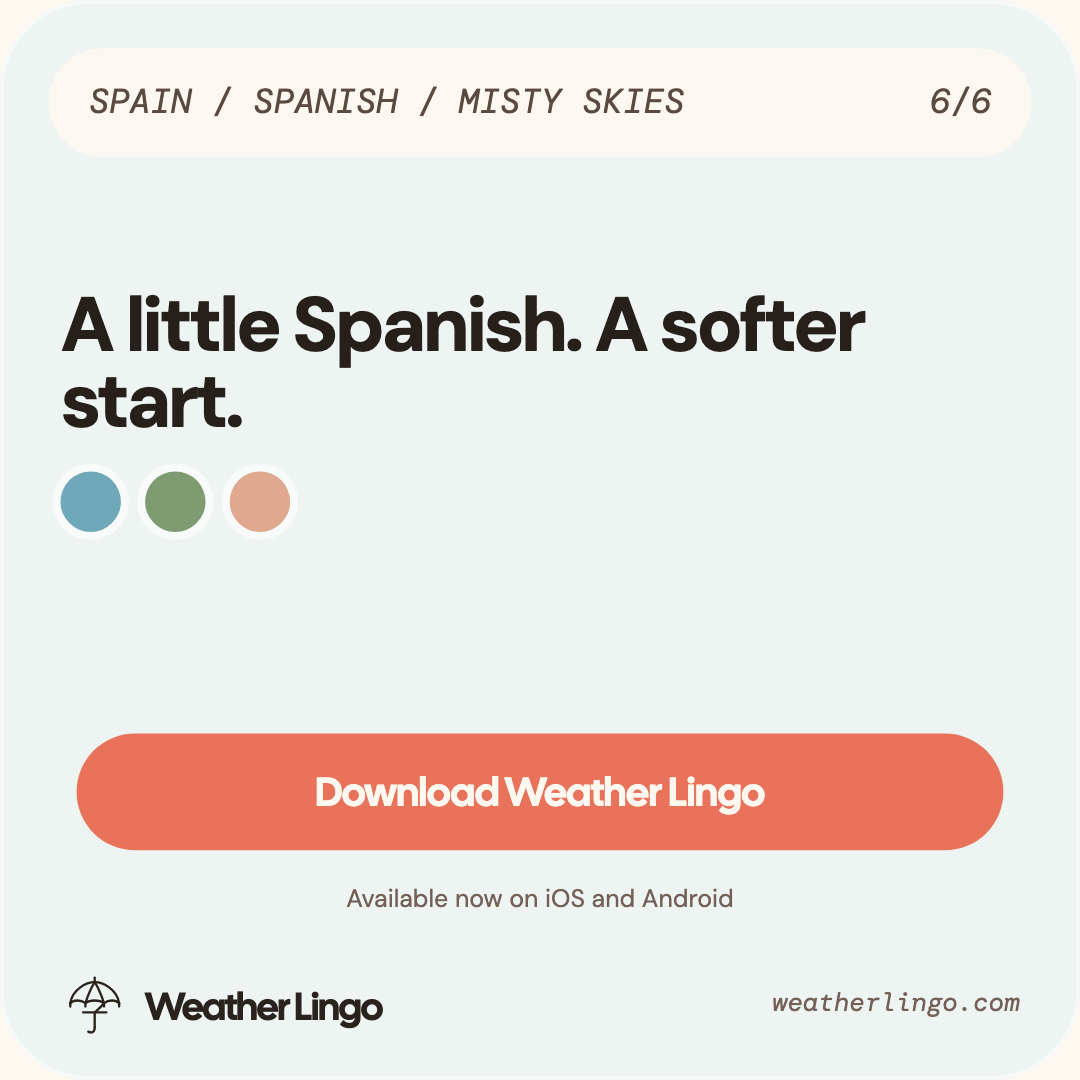 SPAIN / SPANISH / MISTY SKIES 6/6
A little Spanish. A softer
start.
Download Weather Lingo
Available now on iOS and Android
Weather Lingo weatherlingo.com